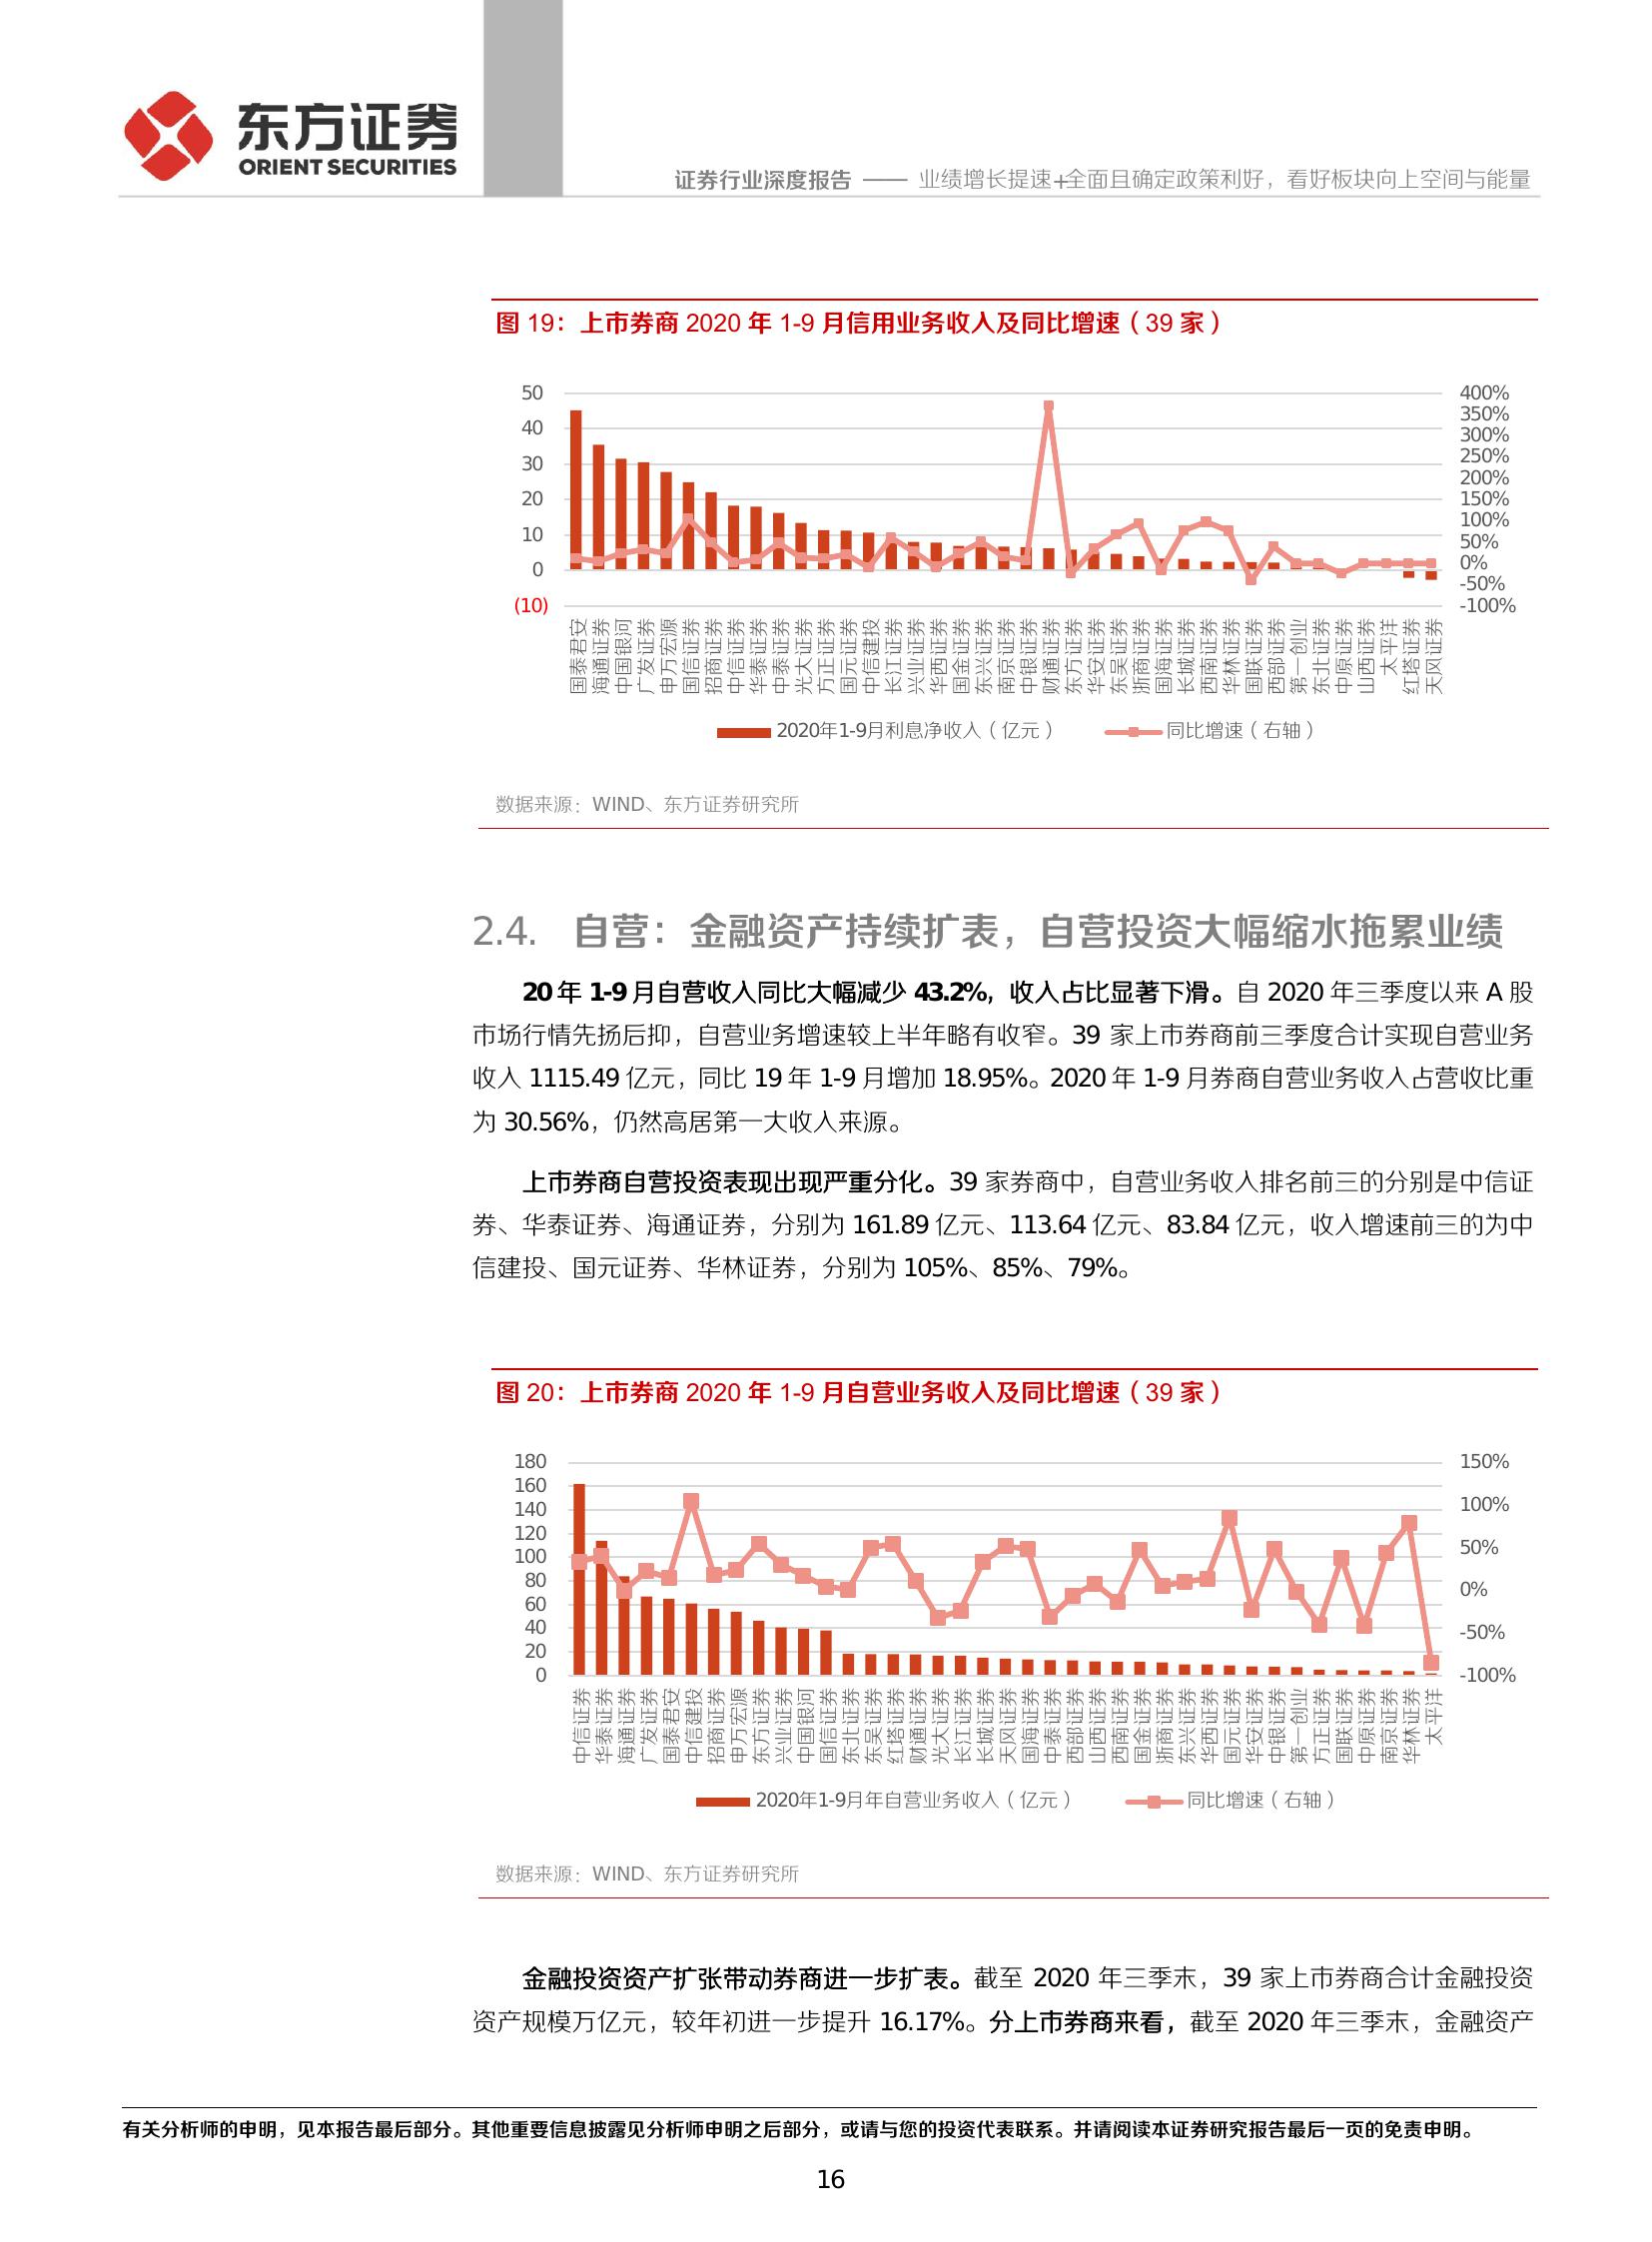 东方证券
ORIENT SECURITIES
证券行业深度报告 —— 业绩增长提速+全面且确定政策利好，看好板块向上空间与能量
图 19：上市券商 2020 年 1-9 月信用业务收入及同比增速（39 家）
50
40
30
20
10
0
(10)
400%
350%
300%
250%
200%
150%
100%
50%
0%
-50%
-100%
国泰君安
海通证券
中国银河
广发证券
申万宏源
国信证券
招商证券
中信证券
华泰证券
中泰证券
光大证券
方正证券
国元证券
中信建投
长江证券
兴业证券
华西证券
国金证券
东兴证券
南京证券
中银证券
财通证券
东方证券
华安证券
东吴证券
浙商证券
国海证券
长城证券
西南证券
华林证券
国联证券
西部证券
第一创业
东北证券
中原证券
山西证券
太平洋
红塔证券
天风证券
2020年1-9月利息净收入（亿元）
同比增速（右轴）
数据来源：WIND、东方证券研究所
2.4. 自营：金融资产持续扩表，自营投资大幅缩水拖累业绩
20 年 1-9 月自营收入同比大幅减少 43.2%，收入占比显著下滑。自 2020 年三季度以来 A 股
市场行情先扬后抑，自营业务增速较上半年略有收窄。39 家上市券商前三季度合计实现自营业务
收入 1115.49 亿元，同比 19 年 1-9 月增加 18.95%。2020 年 1-9 月券商自营业务收入占营收比重
为 30.56%，仍然高居第一大收入来源。
上市券商自营投资表现出现严重分化。39 家券商中，自营业务收入排名前三的分别是中信证
券、华泰证券、海通证券，分别为 161.89 亿元、113.64 亿元、83.84 亿元，收入增速前三的为中
信建投、国元证券、华林证券，分别为 105%、85%、79%。
图 20：上市券商 2020 年 1-9 月自营业务收入及同比增速（39 家）
180
160
140
120
100
80
60
40
20
0
150%
100%
50%
0%
-50%
-100%
中信证券
华泰证券
海通证券
广发证券
国泰君安
中信建投
招商证券
申万宏源
东方证券
兴业证券
中国银河
国信证券
东北证券
东吴证券
红塔证券
财通证券
光大证券
长江证券
长城证券
天风证券
国海证券
中泰证券
西部证券
山西证券
西南证券
国金证券
浙商证券
东兴证券
华西证券
国元证券
华安证券
中银证券
第一创业
方正证券
国联证券
中原证券
南京证券
华林证券
太平洋
2020年1-9月年自营业务收入（亿元）
同比增速（右轴）
数据来源：WIND、东方证券研究所
金融投资资产扩张带动券商进一步扩表。截至 2020 年三季末，39 家上市券商合计金融投资
资产规模万亿元，较年初进一步提升 16.17%。分上市券商来看，截至 2020 年三季末，金融资产
有关分析师的申明，见本报告最后部分。其他重要信息披露见分析师申明之后部分，或请与您的投资代表联系。并请阅读本证券研究报告最后一页的免责申明。
16